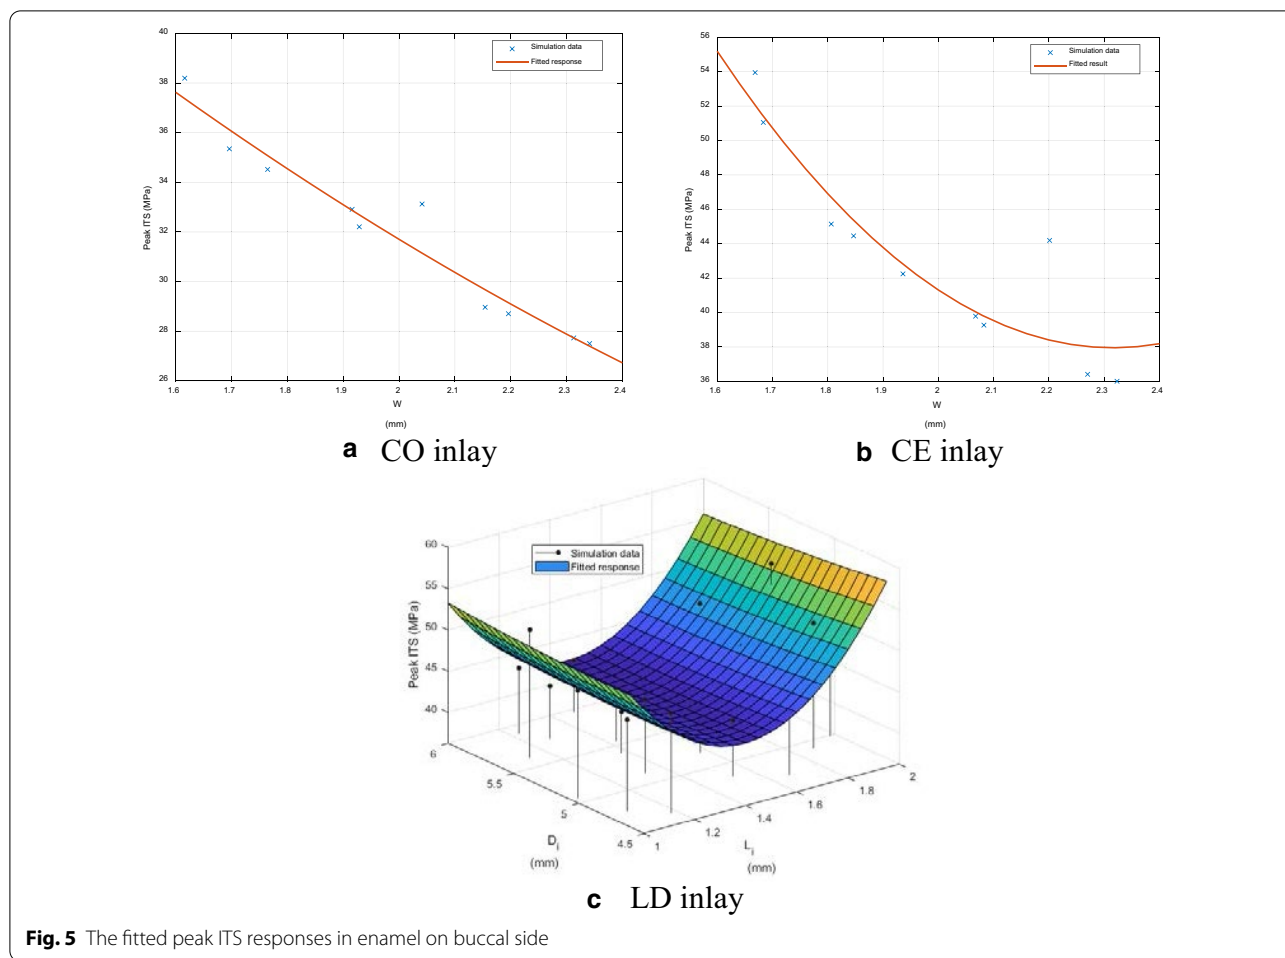 40
38
36
34
32
30
28
26
Peak ITS (MPa)
Simulation data
Fitted response
1.6 1.7 1.8 1.9 2 2.1 2.2 2.3 2.4
W
(mm)
a CO inlay
56
54
52
50
48
46
44
42
40
38
36
Peak ITS (MPa)
Simulation data
Fitted result
1.6 1.7 1.8 1.9 2 2.1 2.2 2.3 2.4
W
(mm)
b CE inlay
60
55
50
45
40
Peak ITS (MPa)
Simulation data
Fitted response
6 5.5 5 4.5
Di
(mm)
1 1.2 1.4 1.6 1.8 2
Li
(mm)
c LD inlay
Fig. 5 The fitted peak ITS responses in enamel on buccal side